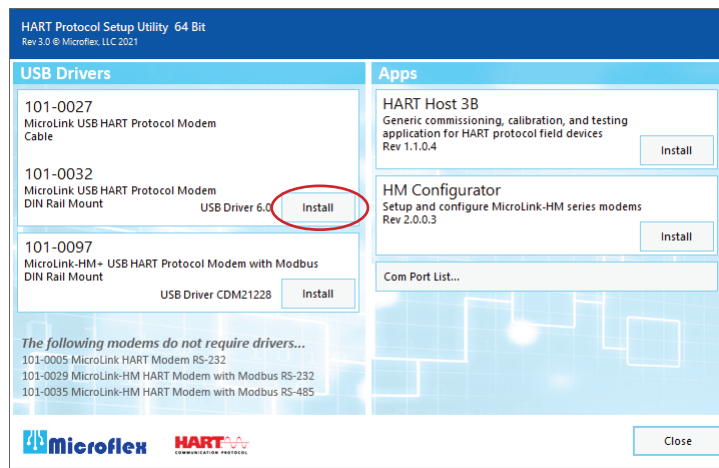 HART Protocol Setup Utility 64 Bit
Rev 3.0 © Microflex, LLC 2021
USB Drivers
101-0027
MicroLink USB HART Protocol Modem
Cable
101-0032
MicroLink USB HART Protocol Modem
DIN Rail Mount
USB Driver 6.0
Install
101-0097
MicroLink-HM+ USB HART Protocol Modem with Modbus
DIN Rail Mount
USB Driver CDM21228
Install
The following modems do not require drivers...
101-0005 MicroLink HART Modem RS-232
101-0029 MicroLink-HM HART Modem with Modbus RS-232
101-0035 MicroLink-HM HART Modem with Modbus RS-485
Apps
HART Host 3B
Generic commissioning, calibration, and testing
application for HART protocol field devices
Rev 1.1.0.4
Install
HM Configurator
Setup and configure MicroLink-HM series modems
Rev 2.0.0.3
Install
Com Port List...
Microflex
HART
COMMUNICATION PROTOCOL
Close